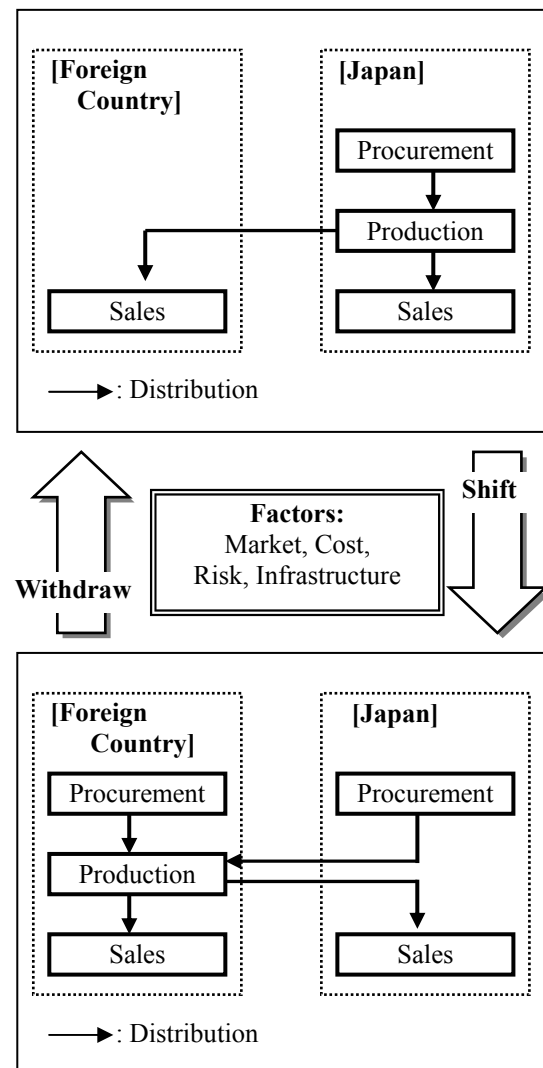 [Foreign
Country]
[Japan]
Procurement
Production
Sales
Sales
: Distribution
Shift
Factors:
Market, Cost,
Risk, Infrastructure
Withdraw
[Foreign
Country]
[Japan]
Procurement
Procurement
Production
Sales
Sales
: Distribution